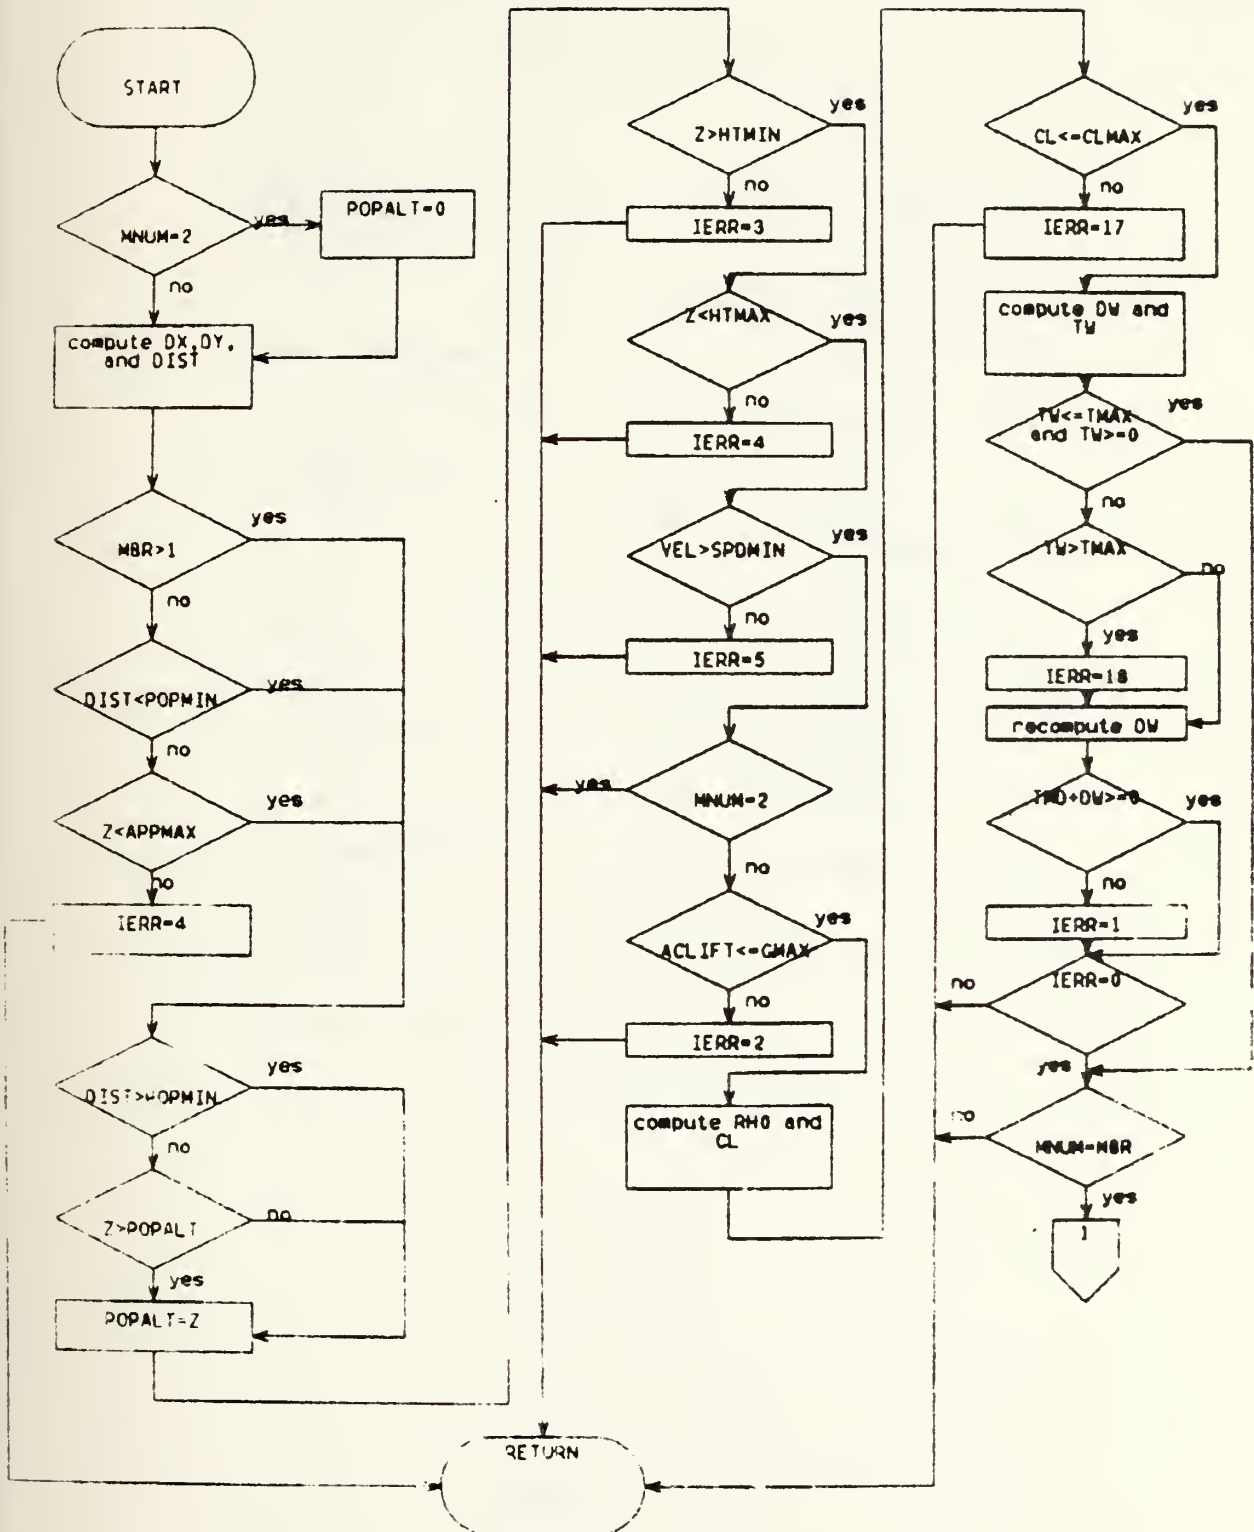 START
MNUM=2
yes
POPALT=0
no
compute DX,DY,
and DIST
MBR>1
yes
no
DIST<POPMIN
yes
no
Z<APPMAX
yes
no
IERR=4
DIST>POPMIN
yes
no
Z>POPALT
no
yes
POPALT=Z
Z>HTMIN
yes
no
IERR=3
Z<HTMAX
yes
no
IERR=4
VEL>SPDMIN
yes
no
IERR=5
MNUM=2
yes
no
ACLIFT<=GMAX
yes
no
IERR=2
compute RHO and
CL
CL<=CLMAX
yes
no
IERR=17
compute DW and
TW
TW<=TMAX
and TW>=0
yes
no
TW>TMAX
no
yes
IERR=18
recompute DW
yes
no
IERR=1
IERR=0
no
yes
MNUM=MBR
no
yes
1
RETURN